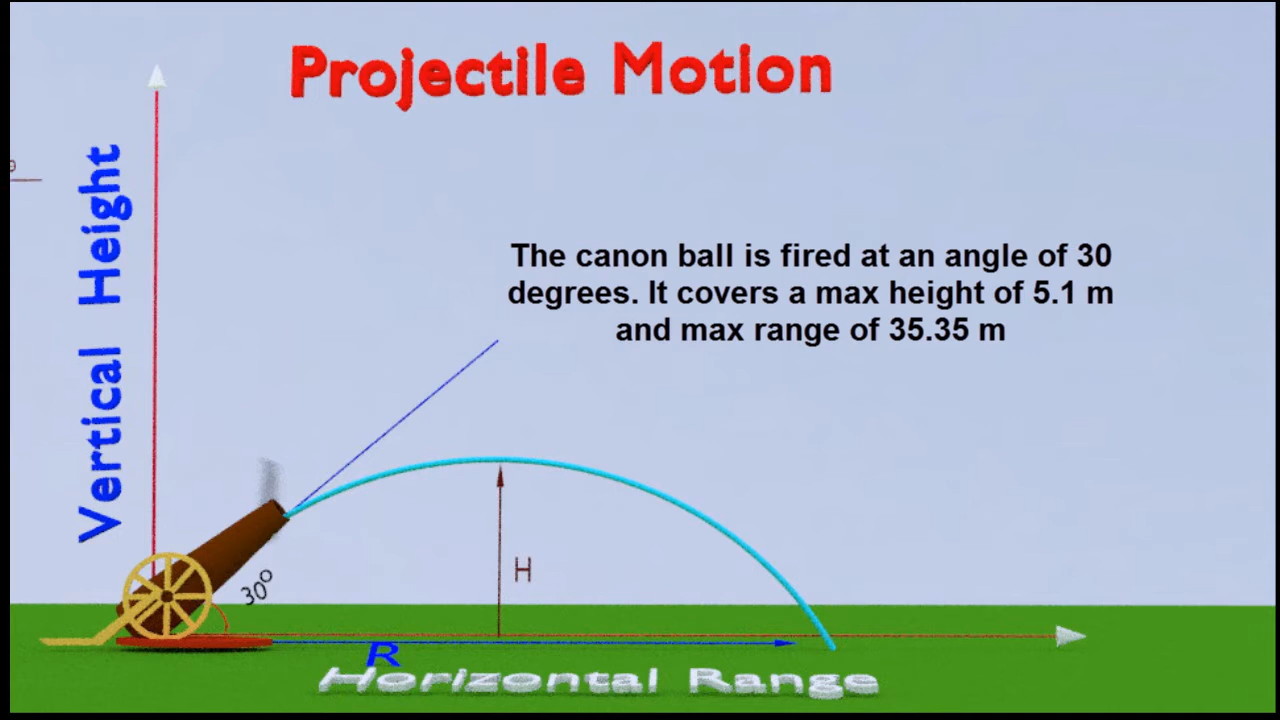 Projectile Motion
Vertical Height
The canon ball is fired at an angle of 30
degrees. It covers a max height of 5.1 m
and max range of 35.35 m
H
30º
R
Horizontal Range